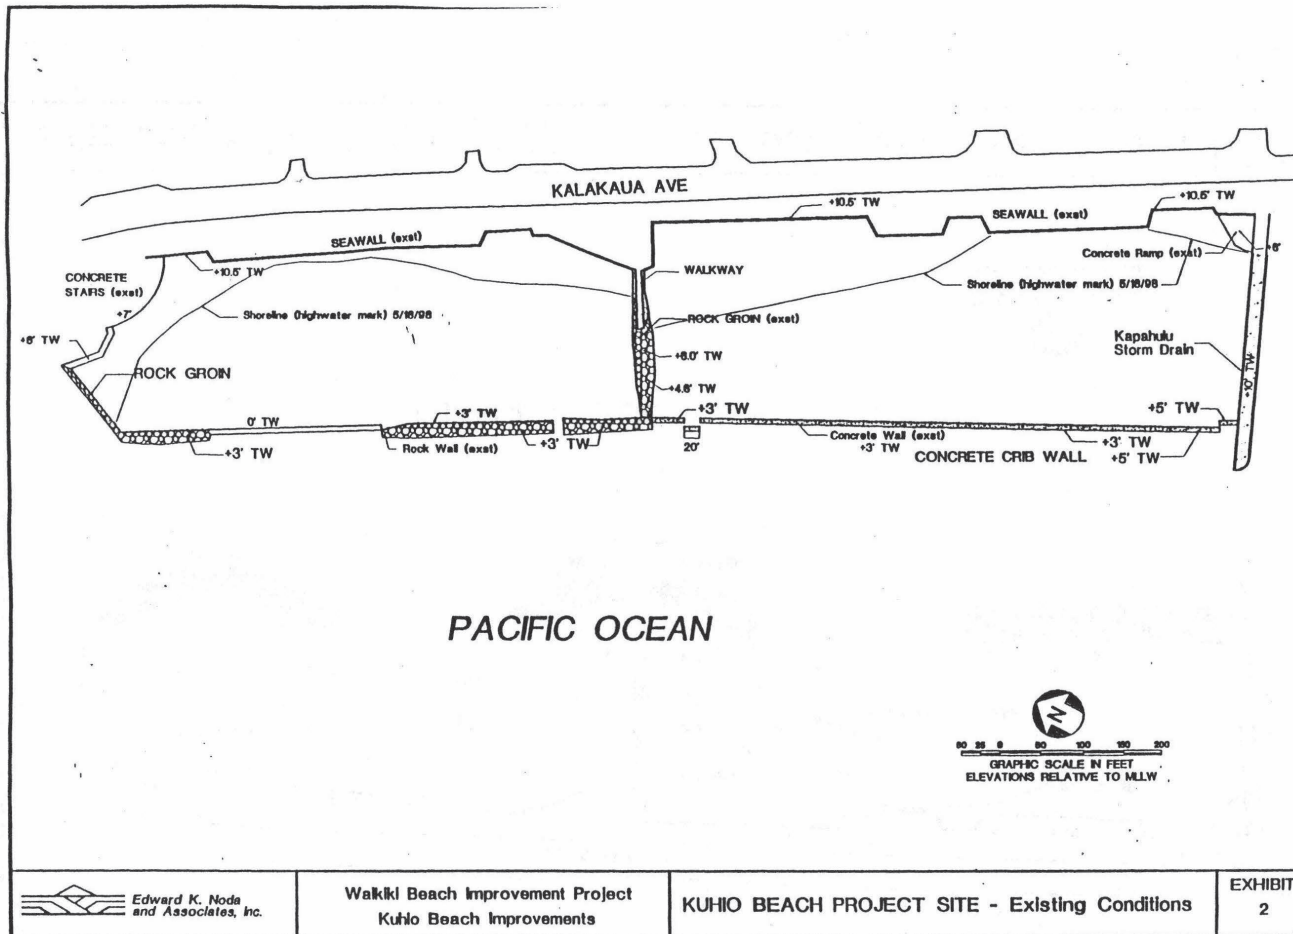 KALAKAUA AVE
+10.5' TW
+10.5' TW
+10.5' TW
SEAWALL (exst)
SEAWALL (exst)
Concrete Ramp (exst)
+6'
CONCRETE
STAIRS (exst)
+10.5' TW
WALKWAY
Shoreline (highwater mark) 5/18/98
Shoreline (highwater mark) 5/18/98
+7'
ROCK GROIN (exst)
+6' TW
+6.0' TW
Kapahulu
Storm Drain
ROCK GROIN
+4.6' TW
+10' TW
0' TW
+3' TW
+3' TW
+5' TW
+3' TW
Rock Wall (exst)
+3' TW
20'
Concrete Wall (exst)
+3' TW
+3' TW
CONCRETE CRIB WALL
+5' TW
PACIFIC OCEAN
N
50 25 0 50 100 150 200
GRAPHIC SCALE IN FEET
ELEVATIONS RELATIVE TO MLLW
Edward K. Noda
and Associates, Inc.
Waikiki Beach Improvement Project
Kuhio Beach Improvements
KUHIO BEACH PROJECT SITE - Existing Conditions
EXHIBIT
2